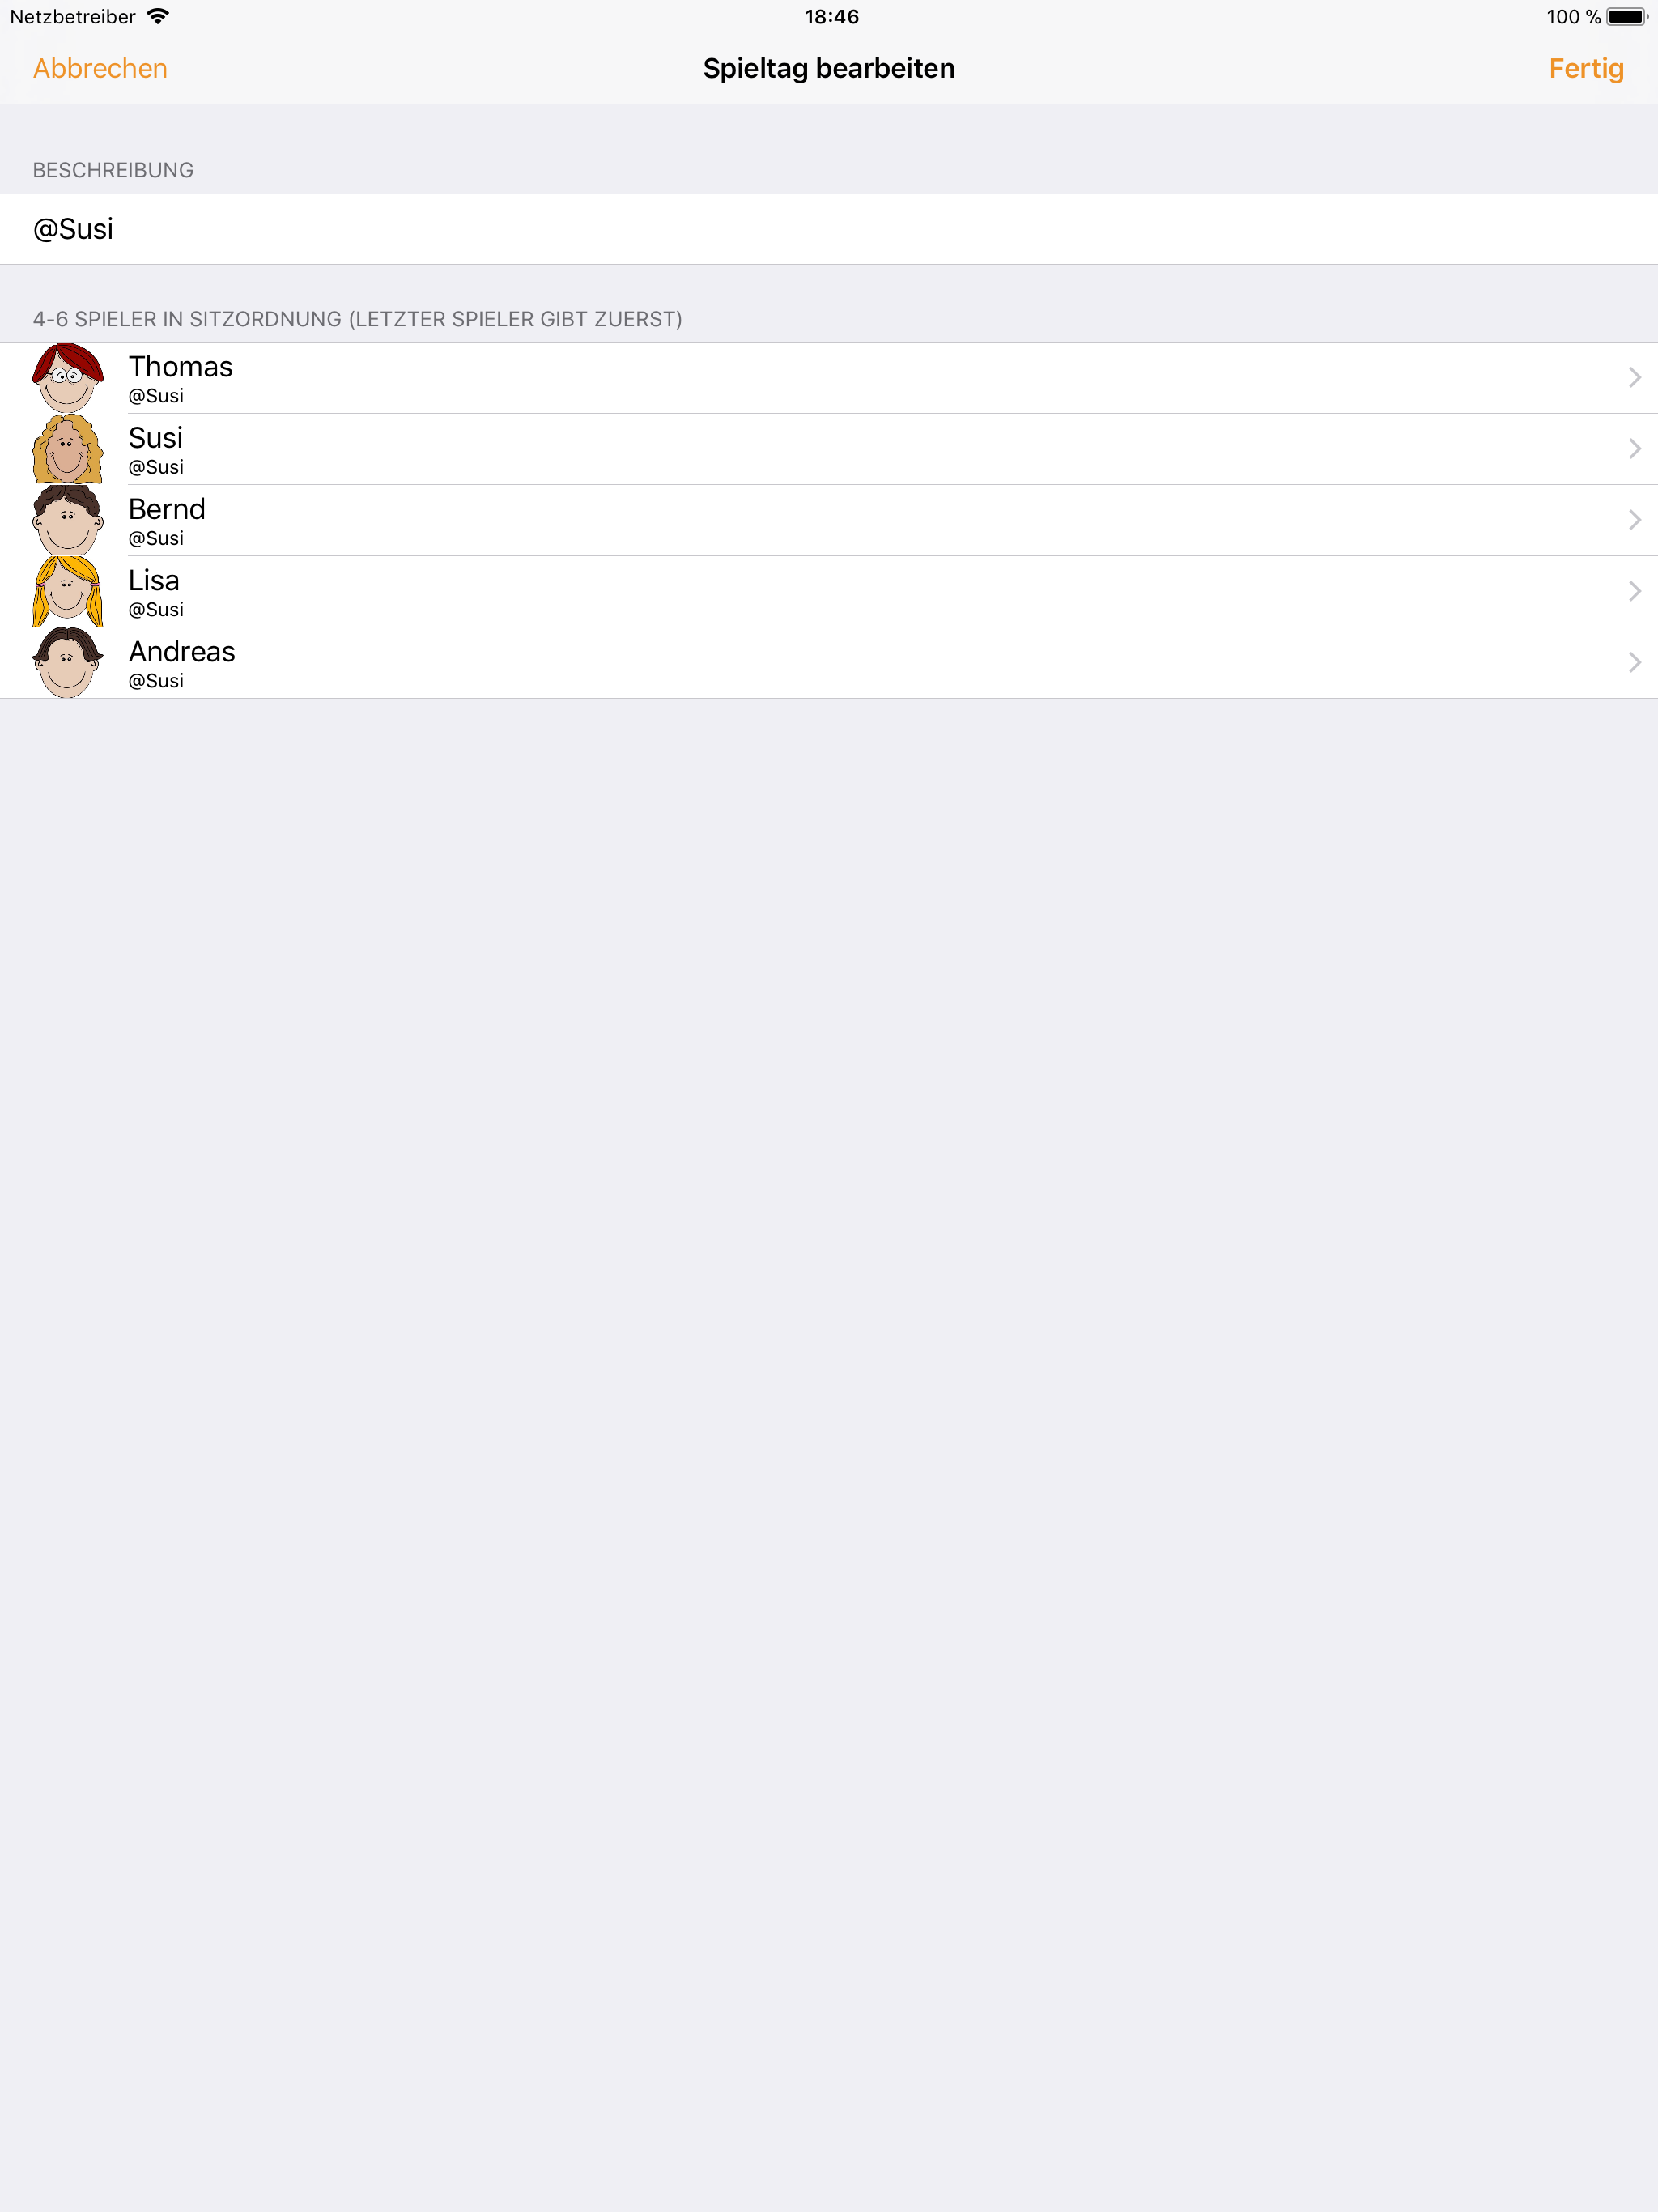 Netzbetreiber 18:46 100 %
Abbrechen Spieltag bearbeiten Fertig
BESCHREIBUNG
@Susi
4-6 SPIELER IN SITZORDNUNG (LETZTER SPIELER GIBT ZUERST)
Thomas
@Susi
Susi
@Susi
Bernd
@Susi
Lisa
@Susi
Andreas
@Susi